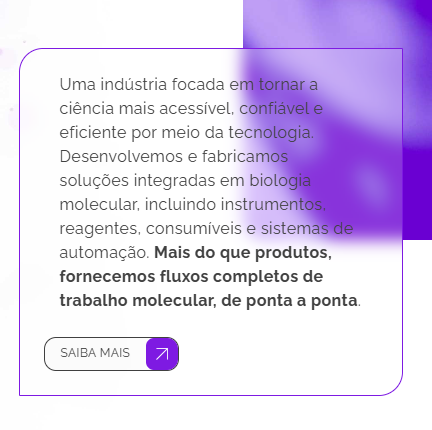 Uma indústria focada em tornar a
ciência mais acessível, confiável e
eficiente por meio da tecnologia.
Desenvolvemos e fabricamos
soluções integradas em biologia
molecular, incluindo instrumentos,
reagentes, consumíveis e sistemas de
automação. Mais do que produtos,
fornecemos fluxos completos de
trabalho molecular, de ponta a ponta.
SAIBA MAIS